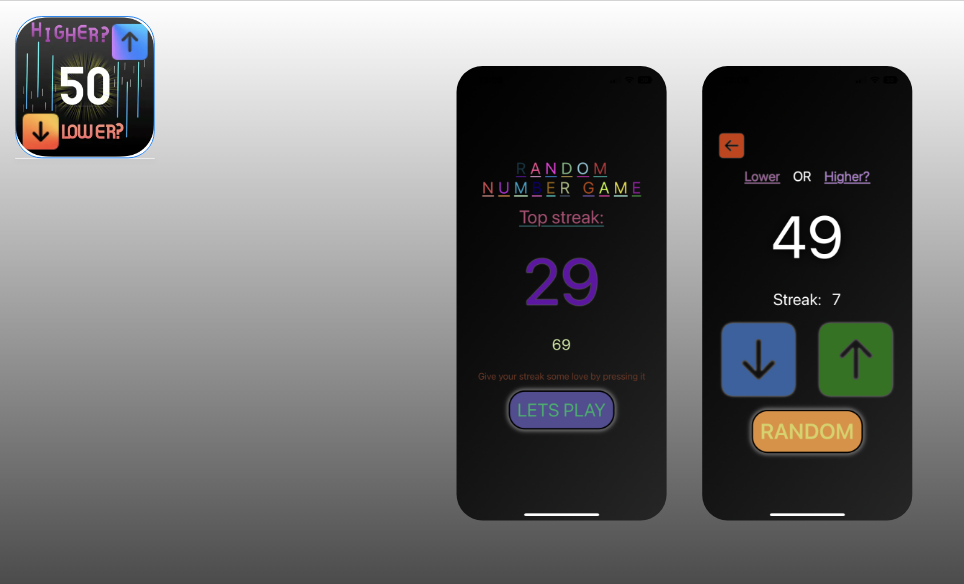 HIGHER?
50
LOWER?
RANDOM
NUMBER GAME
Top streak:
29
69
Give your streak some love by pressing it
LETS PLAY
Lower OR Higher?
49
Streak: 7
RANDOM